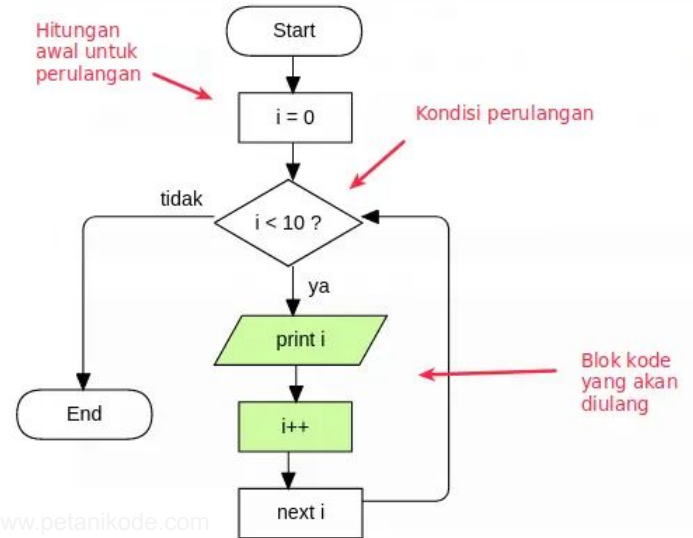 Hitungan
awal untuk
perulangan
Start
i = 0
Kondisi perulangan
tidak
i < 10 ?
ya
print i
Blok kode
yang akan
diulang
End
i++
next i
ww.petanikode.com